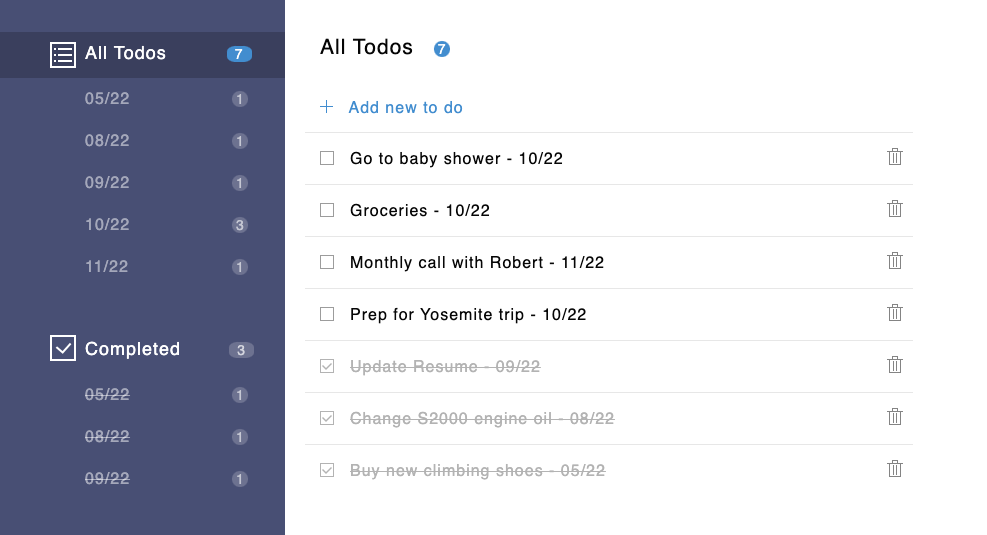 All Todos 7
05/22 1
08/22 1
09/22 1
10/22 3
11/22 1
Completed 3
05/22 1
08/22 1
09/22 1
All Todos 7
+ Add new to do
Go to baby shower - 10/22
Groceries - 10/22
Monthly call with Robert - 11/22
Prep for Yosemite trip - 10/22
Update Resume - 09/22
Change S2000 engine oil - 08/22
Buy new climbing shoes - 05/22